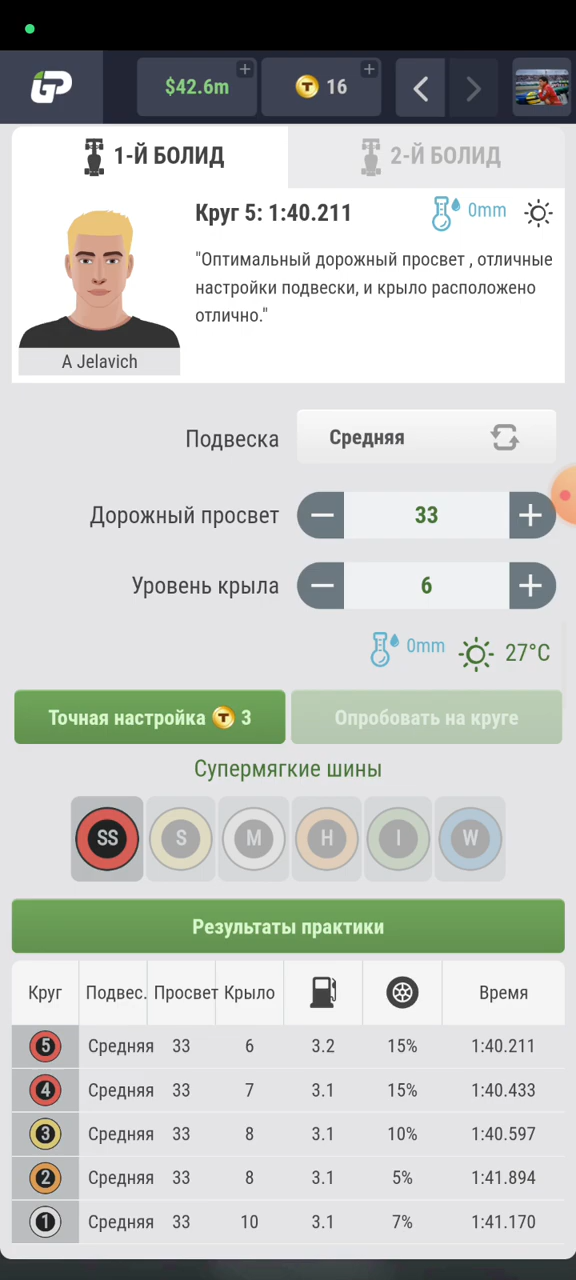 GP
$42.6m
16
1-Й БОЛИД
2-Й БОЛИД
Круг 5: 1:40.211
0mm
"Оптимальный дорожный просвет , отличные
настройки подвески, и крыло расположено
отлично."
A Jelavich
Подвеска
Средняя
Дорожный просвет
33
Уровень крыла
6
0mm
27°C
Точная настройка T 3
Опробовать на круге
Супермягкие шины
SS S M H I W
Результаты практики
Круг Подвес. Просвет Крыло Время
5 Средняя 33 6 3.2 15% 1:40.211
4 Средняя 33 7 3.1 15% 1:40.433
3 Средняя 33 8 3.1 10% 1:40.597
2 Средняя 33 8 3.1 5% 1:41.894
1 Средняя 33 10 3.1 7% 1:41.170